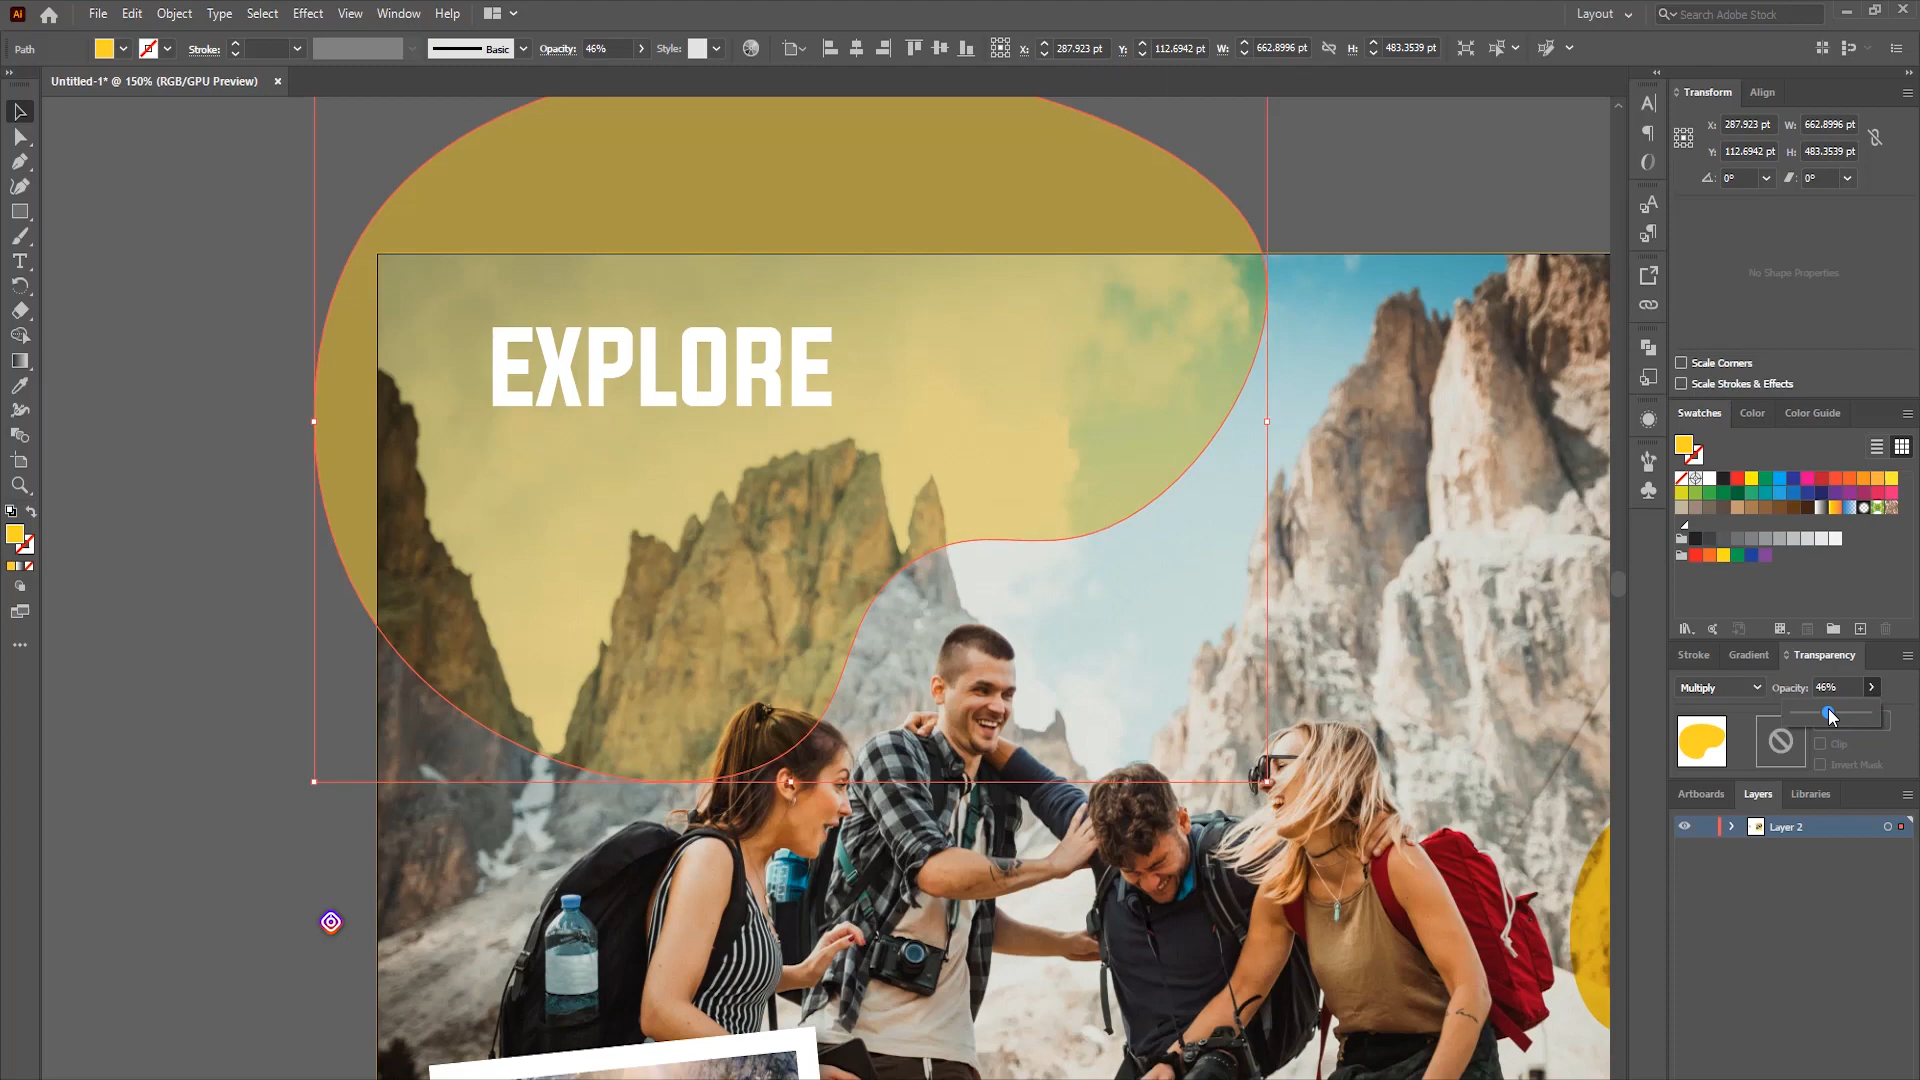 Ai File Edit Object Type Select Effect View Window Help Layout Search Adobe Stock
Path Stroke: Basic Opacity: 46% Style: X: 287.923 pt Y: 112.6942 pt W: 662.8996 pt H: 483.3539 pt
Untitled-1* @ 150% (RGB/GPU Preview) ×
Transform Align
X: 287.923 pt W: 662.8996 pt
Y: 112.6942 pt H: 483.3539 pt
0° 0°
No Shape Properties
EXPLORE
Scale Corners
Scale Strokes & Effects
Swatches Color Color Guide
Stroke Gradient Transparency
Multiply Opacity: 46%
Clip
Invert Mask
Artboards Layers Libraries
Layer 2